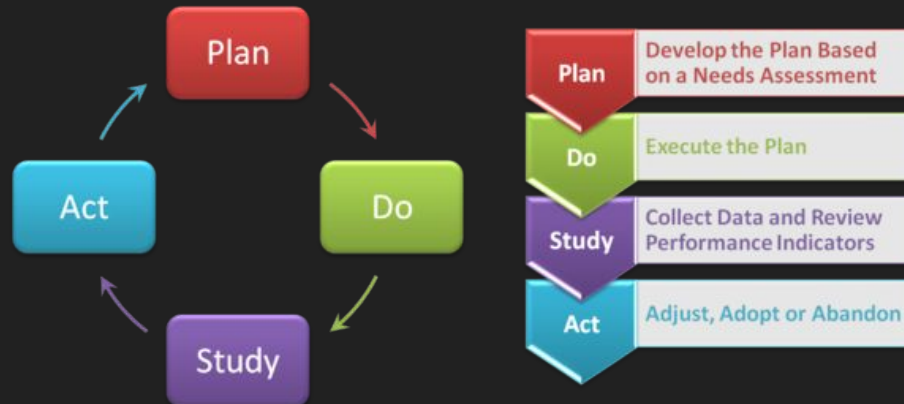 Plan
Do
Study
Act
Plan
Develop the Plan Based
on a Needs Assessment
Do
Execute the Plan
Study
Collect Data and Review
Performance Indicators
Act
Adjust, Adopt or Abandon